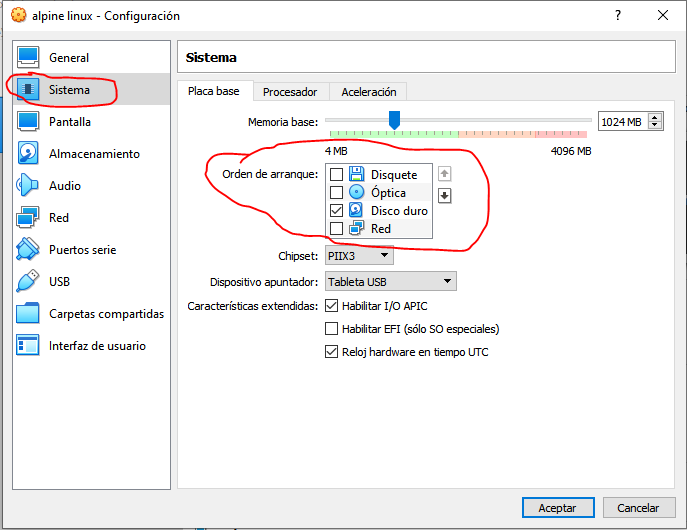 alpine linux - Configuración
General
Sistema
Pantalla
Almacenamiento
Audio
Red
Puertos serie
USB
Carpetas compartidas
Interfaz de usuario
Sistema
Placa base Procesador Aceleración
Memoria base: 1024 MB
4 MB 4096 MB
Orden de arranque: Disquete
Óptica
Disco duro
Red
Chipset: PIIX3
Dispositivo apuntador: Tableta USB
Características extendidas: Habilitar I/O APIC
Habilitar EFI (sólo SO especiales)
Reloj hardware en tiempo UTC
Aceptar Cancelar